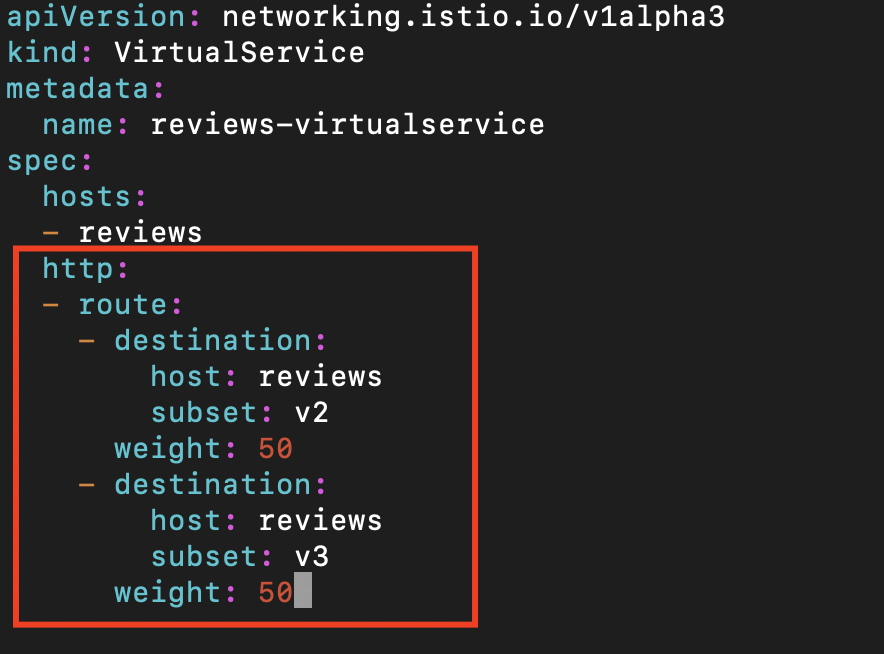 apiVersion: networking.istio.io/v1alpha3
kind: VirtualService
metadata:
  name: reviews-virtualservice
spec:
  hosts:
  - reviews
  http:
  - route:
    - destination:
        host: reviews
        subset: v2
      weight: 50
    - destination:
        host: reviews
        subset: v3
      weight: 50